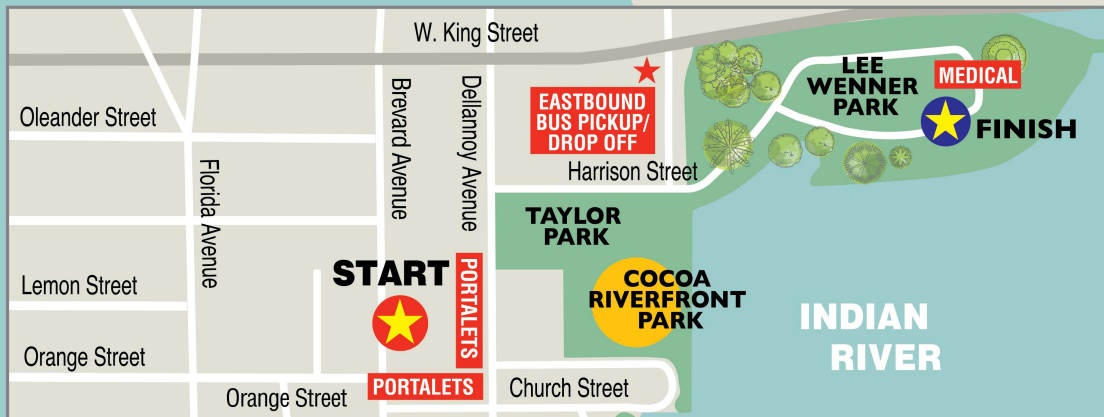 W. King Street
Oleander Street
Florida Avenue
Brevard Avenue
Dellannoy Avenue
EASTBOUND
BUS PICKUP/
DROP OFF
Harrison Street
LEE
WENNER
PARK
MEDICAL
FINISH
TAYLOR
PARK
Lemon Street
START
PORTALETS
COCOA
RIVERFRONT
PARK
INDIAN
RIVER
Orange Street
Orange Street
PORTALETS
Church Street